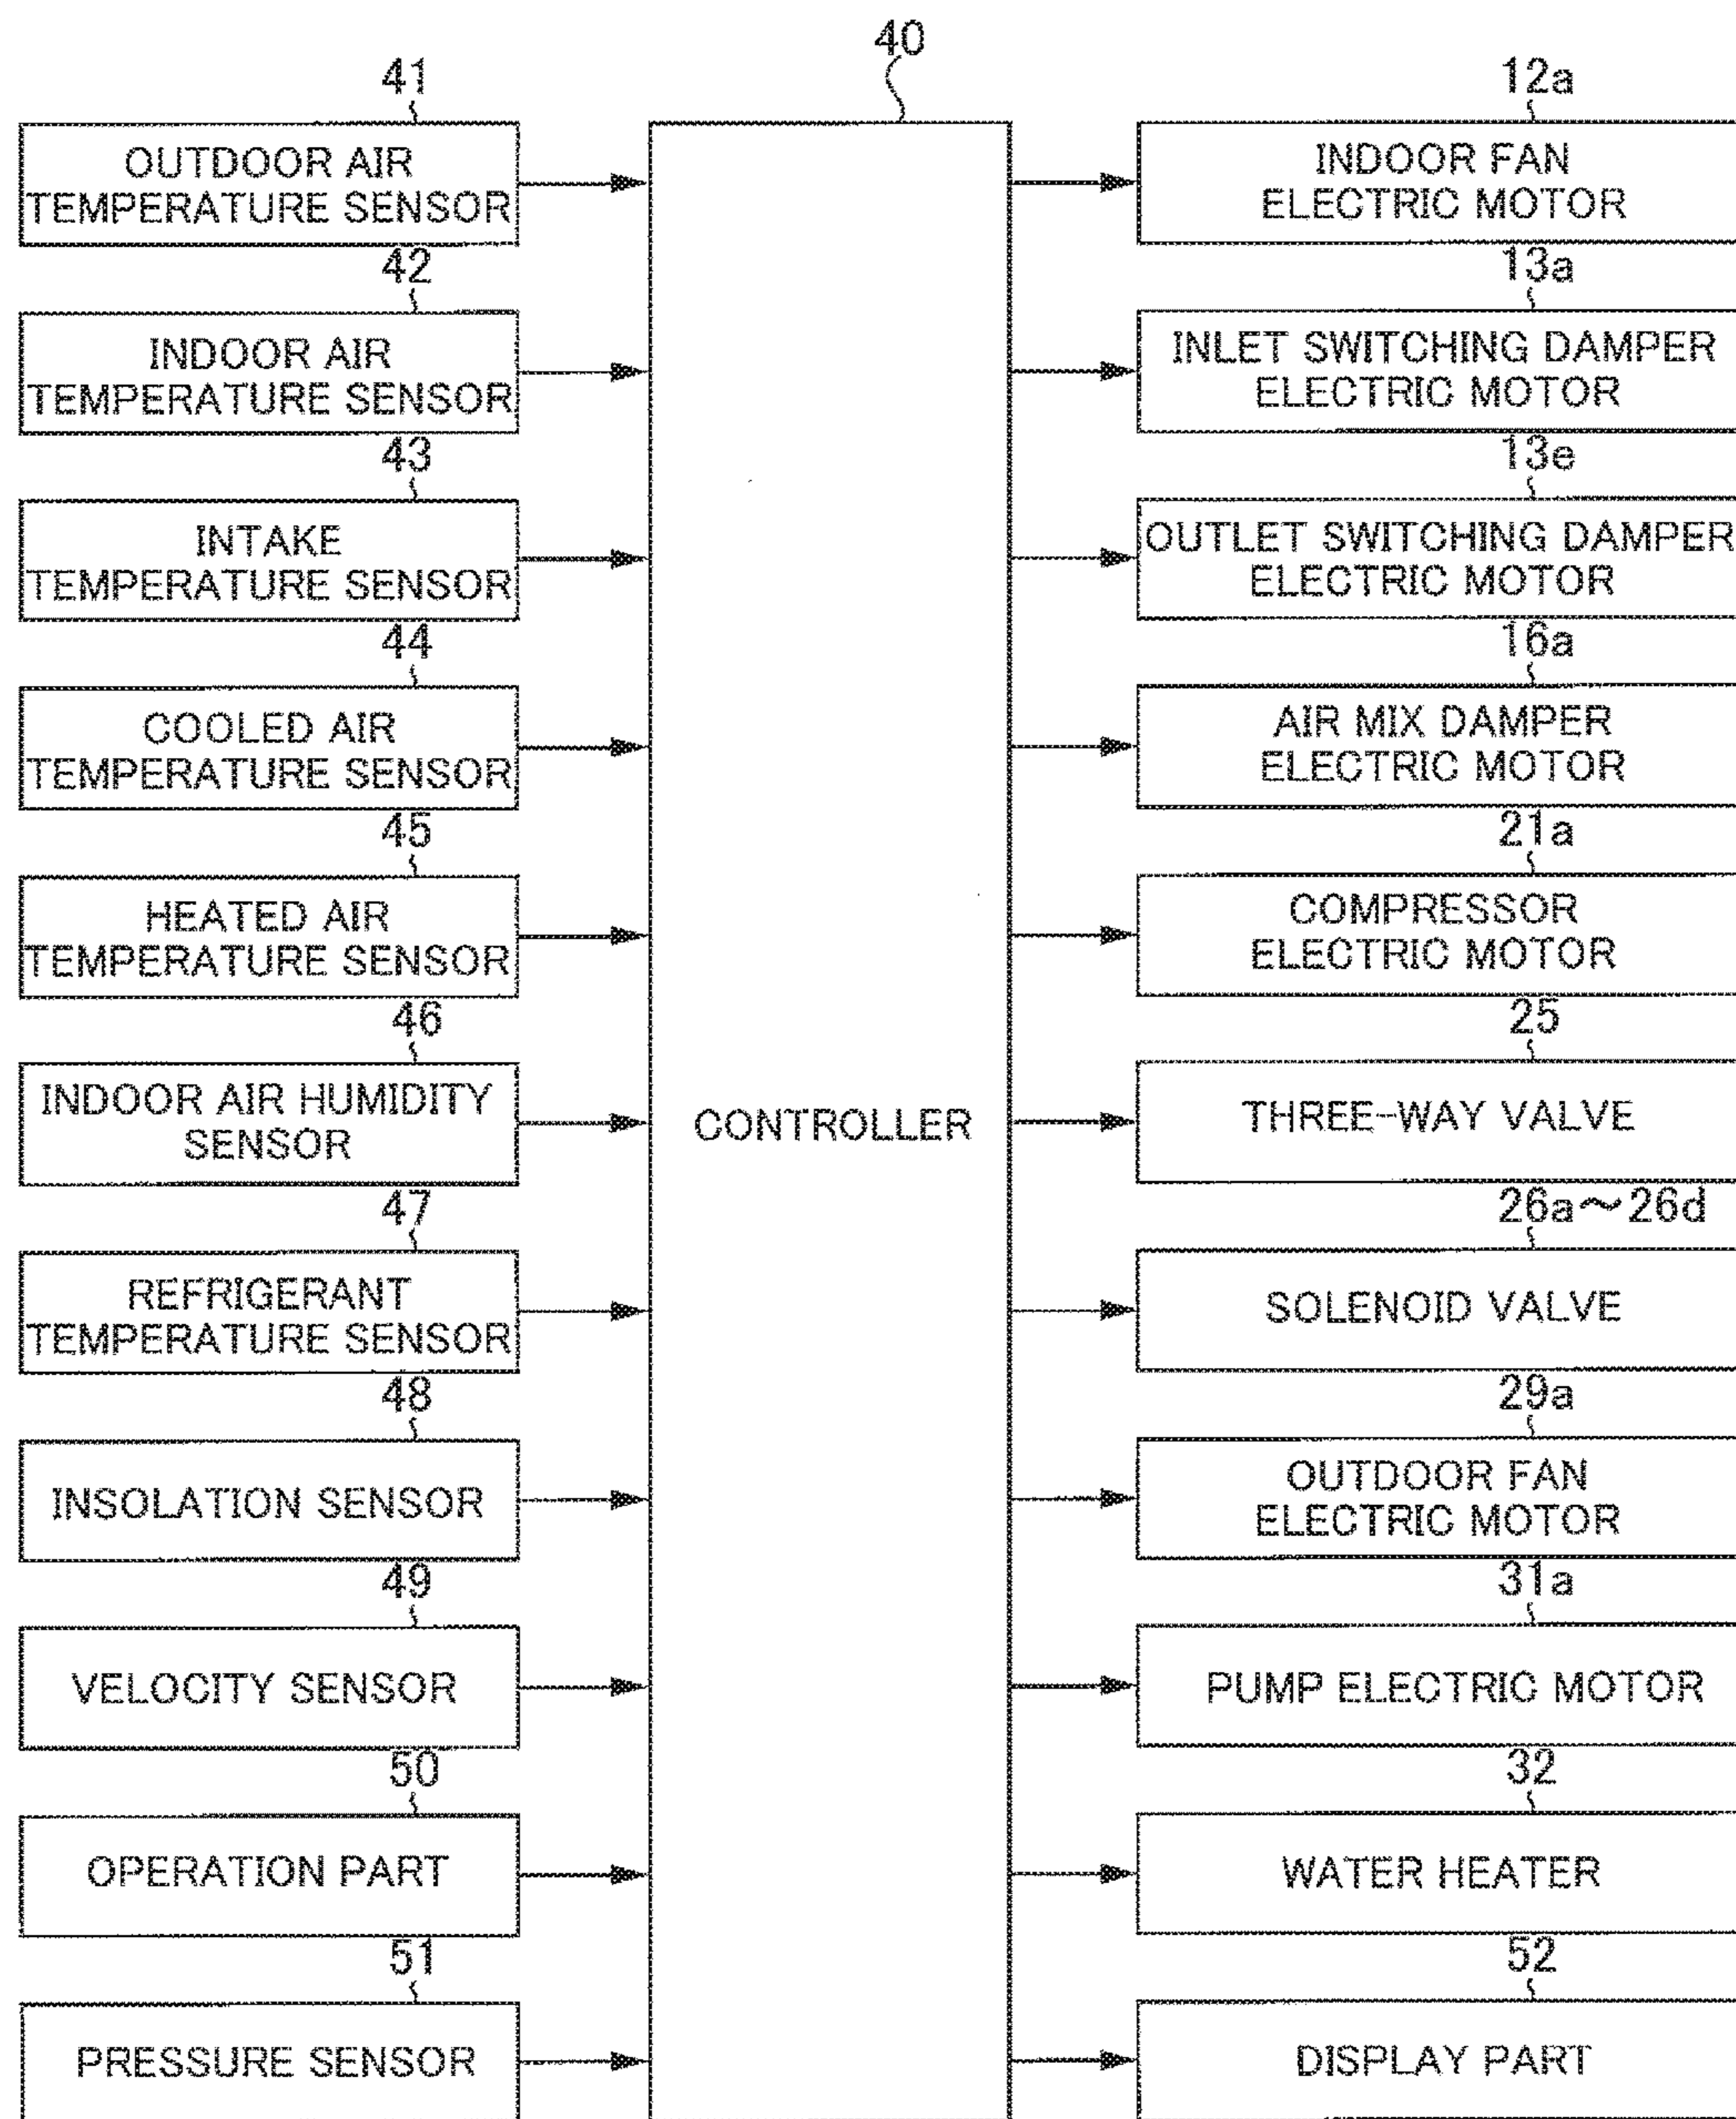 40
41
OUTDOOR AIR
TEMPERATURE SENSOR
42
INDOOR AIR
TEMPERATURE SENSOR
43
INTAKE
TEMPERATURE SENSOR
44
COOLED AIR
TEMPERATURE SENSOR
45
HEATED AIR
TEMPERATURE SENSOR
46
INDOOR AIR HUMIDITY
SENSOR
47
REFRIGERANT
TEMPERATURE SENSOR
48
INSOLATION SENSOR
49
VELOCITY SENSOR
50
OPERATION PART
51
PRESSURE SENSOR
CONTROLLER
12a
INDOOR FAN
ELECTRIC MOTOR
13a
INLET SWITCHING DAMPER
ELECTRIC MOTOR
13e
OUTLET SWITCHING DAMPER
ELECTRIC MOTOR
16a
AIR MIX DAMPER
ELECTRIC MOTOR
21a
COMPRESSOR
ELECTRIC MOTOR
25
THREE-WAY VALVE
26a〜26d
SOLENOID VALVE
29a
OUTDOOR FAN
ELECTRIC MOTOR
31a
PUMP ELECTRIC MOTOR
32
WATER HEATER
52
DISPLAY PART